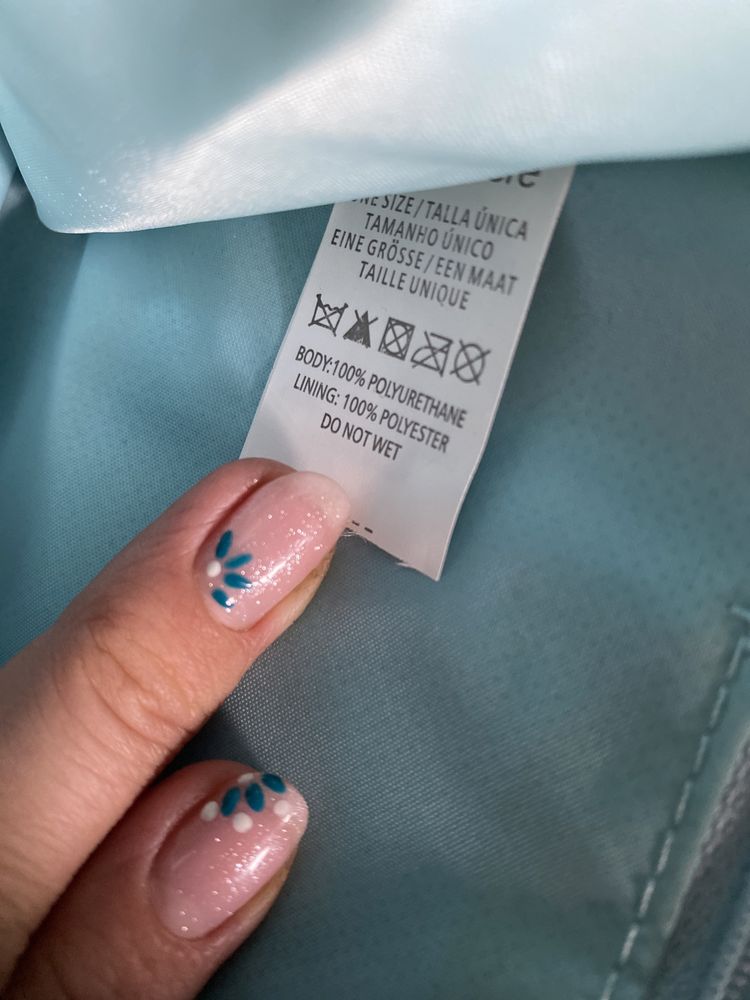 SIZE / TALLA ÚNICA
TAMANHO ÚNICO
EINE GRÖSSE / EEN MAAT
TAILLE UNIQUE
BODY:100% POLYURETHANE
LINING: 100% POLYESTER
DO NOT WET